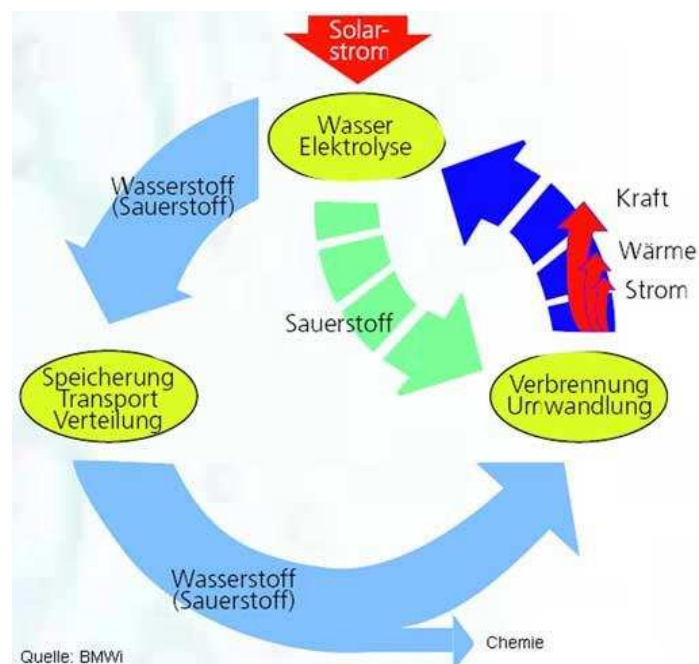 Solar-
strom
Wasser
Elektrolyse
Wasserstoff
(Sauerstoff)
Kraft
Wärme
Strom
Sauerstoff
Speicherung
Transport
Verteilung
Verbrennung
Umwandlung
Wasserstoff
(Sauerstoff)
Chemie
Quelle: BMWi